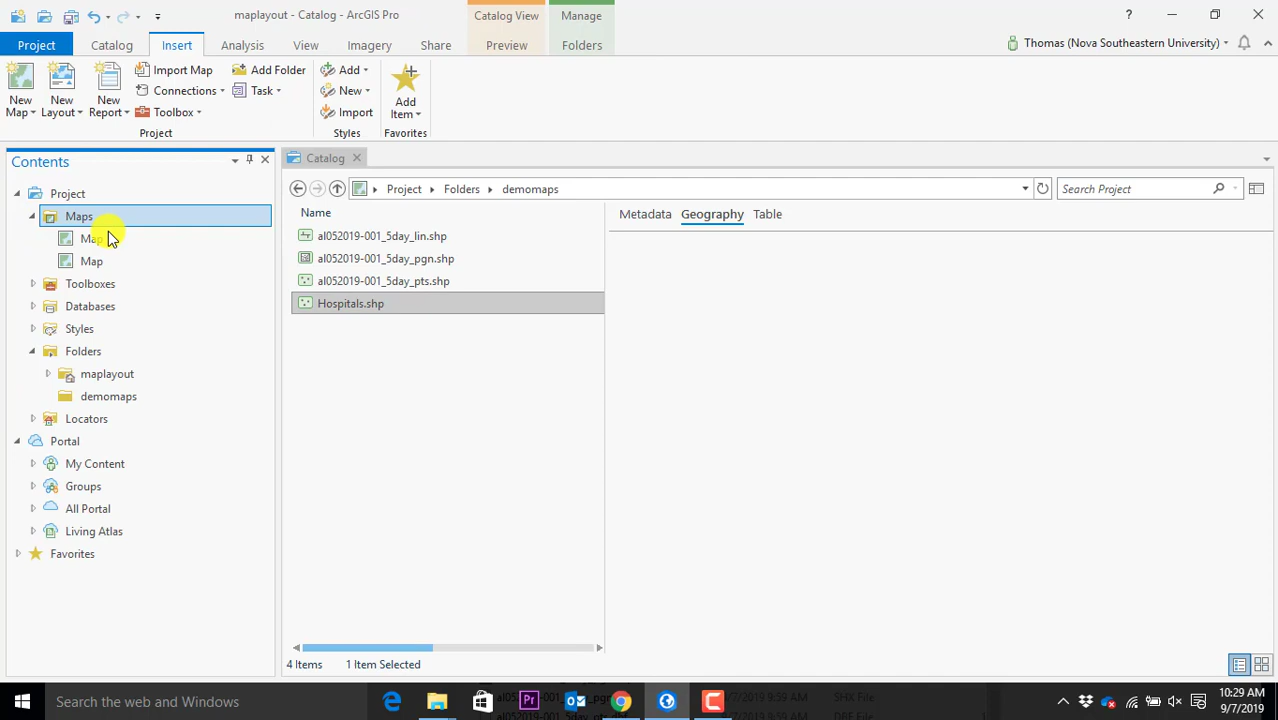 maplayout - Catalog - ArcGIS Pro
Catalog View
Manage
?
Project
Catalog
Insert
Analysis
View
Imagery
Share
Preview
Folders
Thomas (Nova Southeastern University)
New Map
New Layout
New Report
Import Map
Connections
Toolbox
Add Folder
Task
Project
Add
New
Import
Styles
Add Item
Favorites
Contents
Project
Maps
Map
Toolboxes
Databases
Styles
Folders
maplayout
demomaps
Locators
Portal
My Content
Groups
All Portal
Living Atlas
Favorites
Catalog
Project
Folders
demomaps
Search Project
Name
al052019-001_5day_lin.shp
al052019-001_5day_pgn.shp
al052019-001_5day_pts.shp
Hospitals.shp
Metadata
Geography
Table
4 Items
1 Item Selected
Search the web and Windows
Pr
10:29 AM
9/7/2019